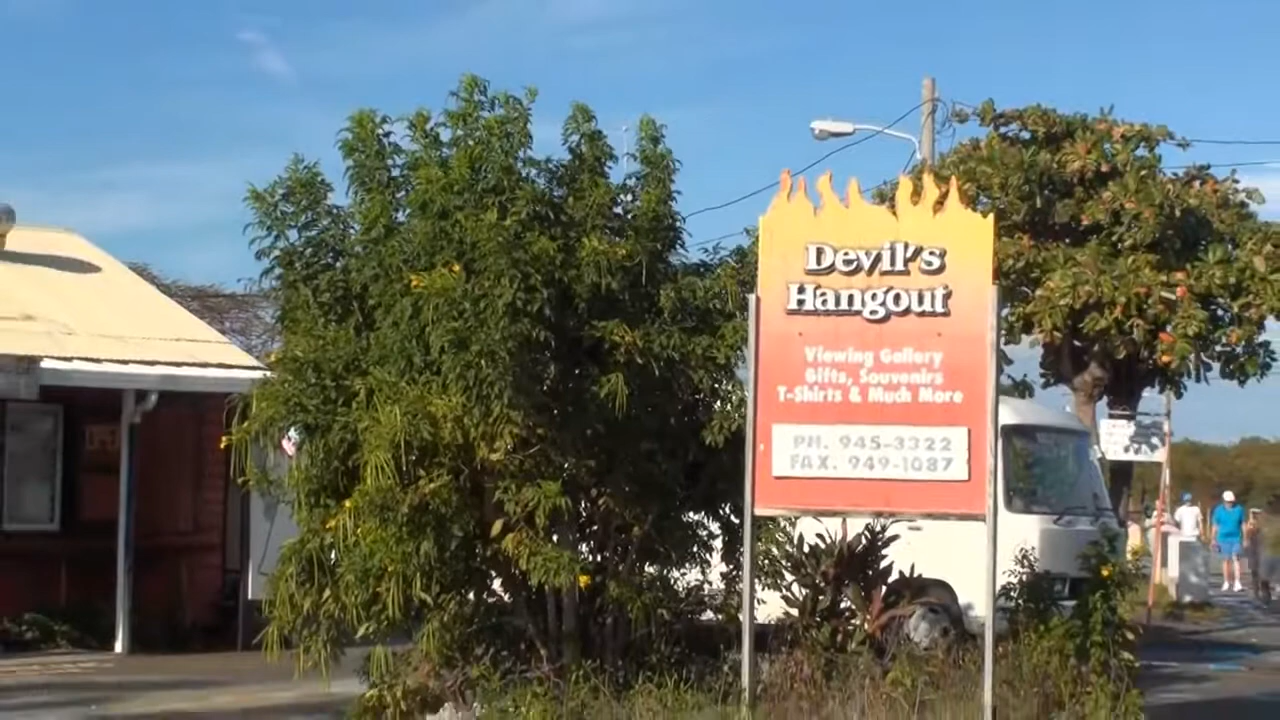 Devil's
Hangout
Viewing Gallery
Gifts, Souvenirs
T-Shirts & Much More
PH. 945-3322
FAX. 949-1087